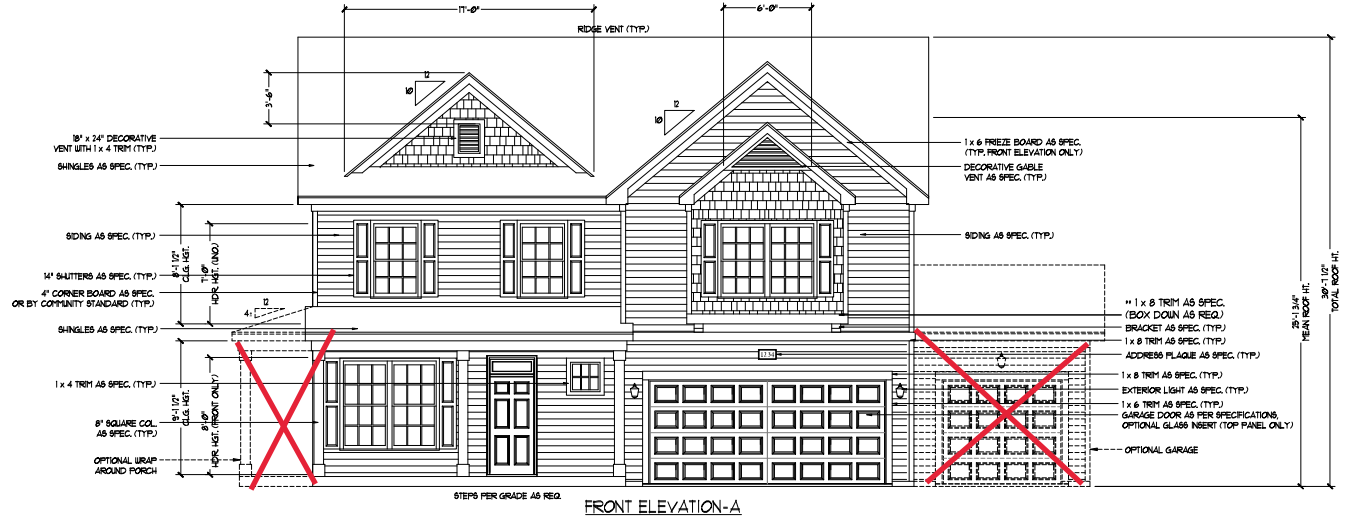 17'-0"
6'-0"
RIDGE VENT (TYP.)
12
10
3'-6"
12
10
18" x 24" DECORATIVE
VENT WITH 1 x 4 TRIM (TYP.)
SHINGLES AS SPEC. (TYP.)
1 x 6 FRIEZE BOARD AS SPEC.
(TYP. FRONT ELEVATION ONLY)
DECORATIVE GABLE
VENT AS SPEC. (TYP.)
SIDING AS SPEC. (TYP.)
8'-1 1/2"
CLG. HGT.
7'-0"
HDR. HGT. (UNO.)
SIDING AS SPEC. (TYP.)
14" SHUTTERS AS SPEC. (TYP.)
4" CORNER BOARD AS SPEC.
OR BY COMMUNITY STANDARD (TYP.)
12
4
SHINGLES AS SPEC. (TYP.)
** 1 x 8 TRIM AS SPEC.
(BOX DOWN AS REQ.)
BRACKET AS SPEC. (TYP.)
1 x 8 TRIM AS SPEC. (TYP.)
1234
ADDRESS PLAQUE AS SPEC. (TYP.)
25'-1 3/4"
MEAN ROOF HT.
30'-7 1/2"
TOTAL ROOF HT.
1 x 4 TRIM AS SPEC. (TYP.)
9'-1 1/2"
CLG. HGT.
8'-0"
HDR. HGT. (FRONT ONLY)
1 x 8 TRIM AS SPEC. (TYP.)
EXTERIOR LIGHT AS SPEC. (TYP.)
1 x 6 TRIM AS SPEC. (TYP.)
GARAGE DOOR AS PER SPECIFICATIONS,
OPTIONAL GLASS INSERT (TOP PANEL ONLY)
8" SQUARE COL.
AS SPEC. (TYP.)
OPTIONAL WRAP
AROUND PORCH
OPTIONAL GARAGE
STEPS PER GRADE AS REQ.
FRONT ELEVATION-A